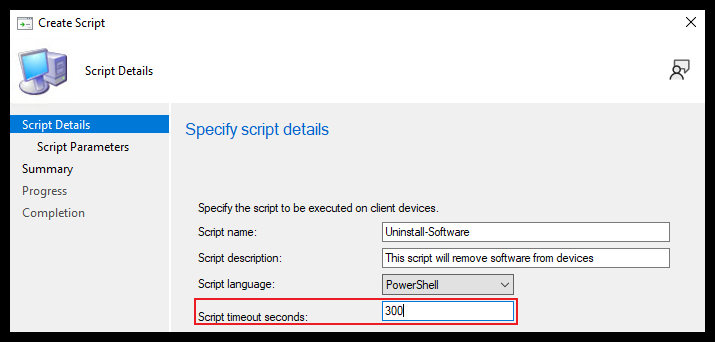 Create Script
Script Details
Script Details
Script Parameters
Summary
Progress
Completion
Specify script details
Specify the script to be executed on client devices.
Script name: Uninstall-Software
Script description: This script will remove software from devices
Script language: PowerShell
Script timeout seconds: 300